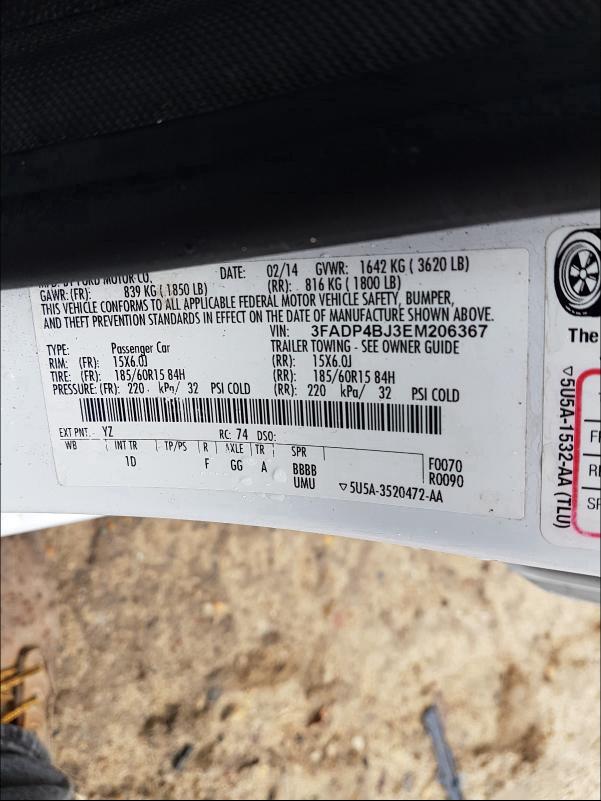 MFD. BY FORD MOTOR CO. DATE: 02/14 GVWR: 1642 KG ( 3620 LB)
GAWR: (FR): 839 KG ( 1850 LB) (RR): 816 KG ( 1800 LB)
THIS VEHICLE CONFORMS TO ALL APPLICABLE FEDERAL MOTOR VEHICLE SAFETY, BUMPER,
AND THEFT PREVENTION STANDARDS IN EFFECT ON THE DATE OF MANUFACTURE SHOWN ABOVE.
VIN: 3FADP4BJ3EM206367
TYPE: Passenger Car TRAILER TOWING - SEE OWNER GUIDE
RIM: (FR): 15X6.0J (RR): 15X6.0J
TIRE: (FR): 185/60R15 84H (RR): 185/60R15 84H
PRESSURE: (FR): 220 kPa/ 32 PSI COLD (RR): 220 kPa/ 32 PSI COLD
EXT PNT: YZ RC: 74 DSO:
WB INT TR TP/PS R AXLE TR SPR
1D F GG A BBBB F0070
UMU R0090
▽5U5A-3520472-AA
The
▽5U5A-1532-AA (TLU)